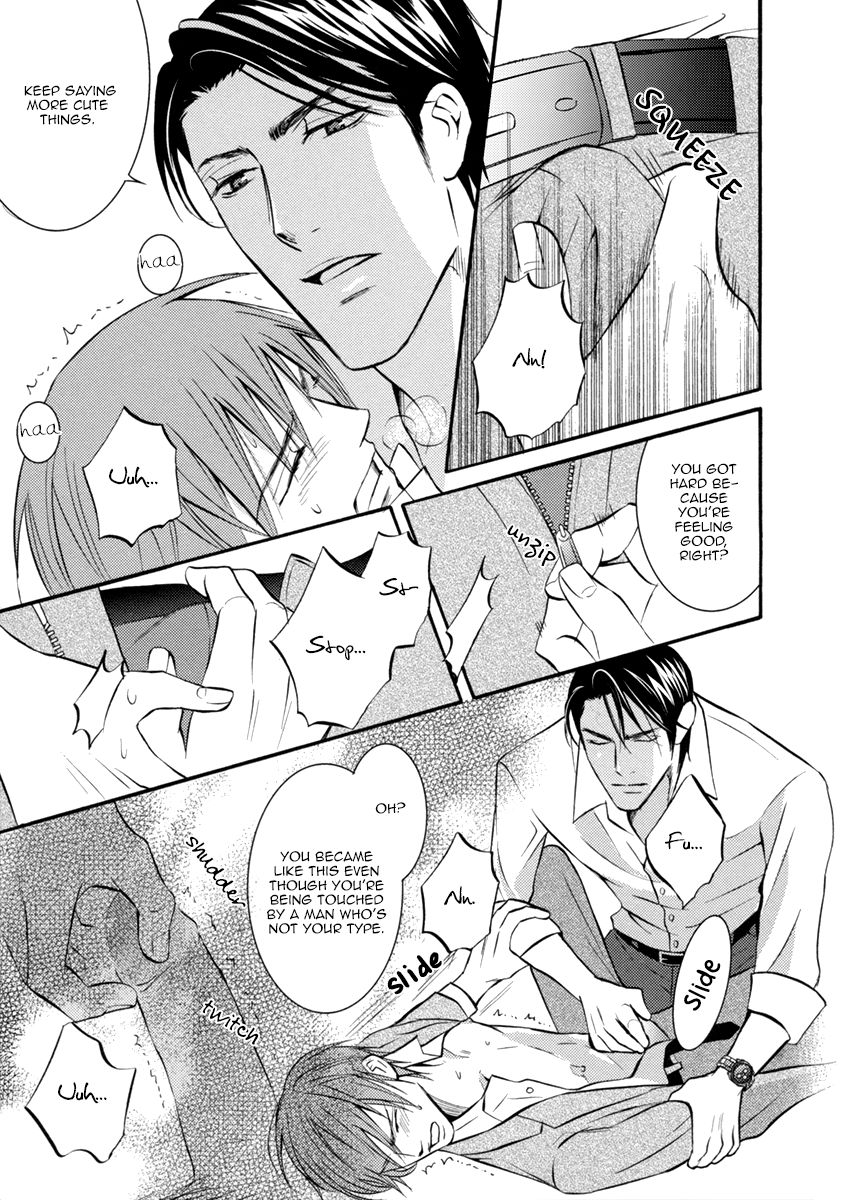 SQUEEZE
Nn!
KEEP SAYING
MORE CUTE
THINGS.
haa
haa
Uuh...
YOU GOT
HARD BE-
CAUSE
YOU'RE
FEELING
GOOD,
RIGHT?
unzip
St-
Stop...
Fu...
OH?
YOU BECAME
LIKE THIS EVEN
THOUGH YOU'RE
BEING TOUCHED
BY A MAN WHO'S
NOT YOUR TYPE.
Nn.
slide
Slide
shudder
twitch
Uuh...